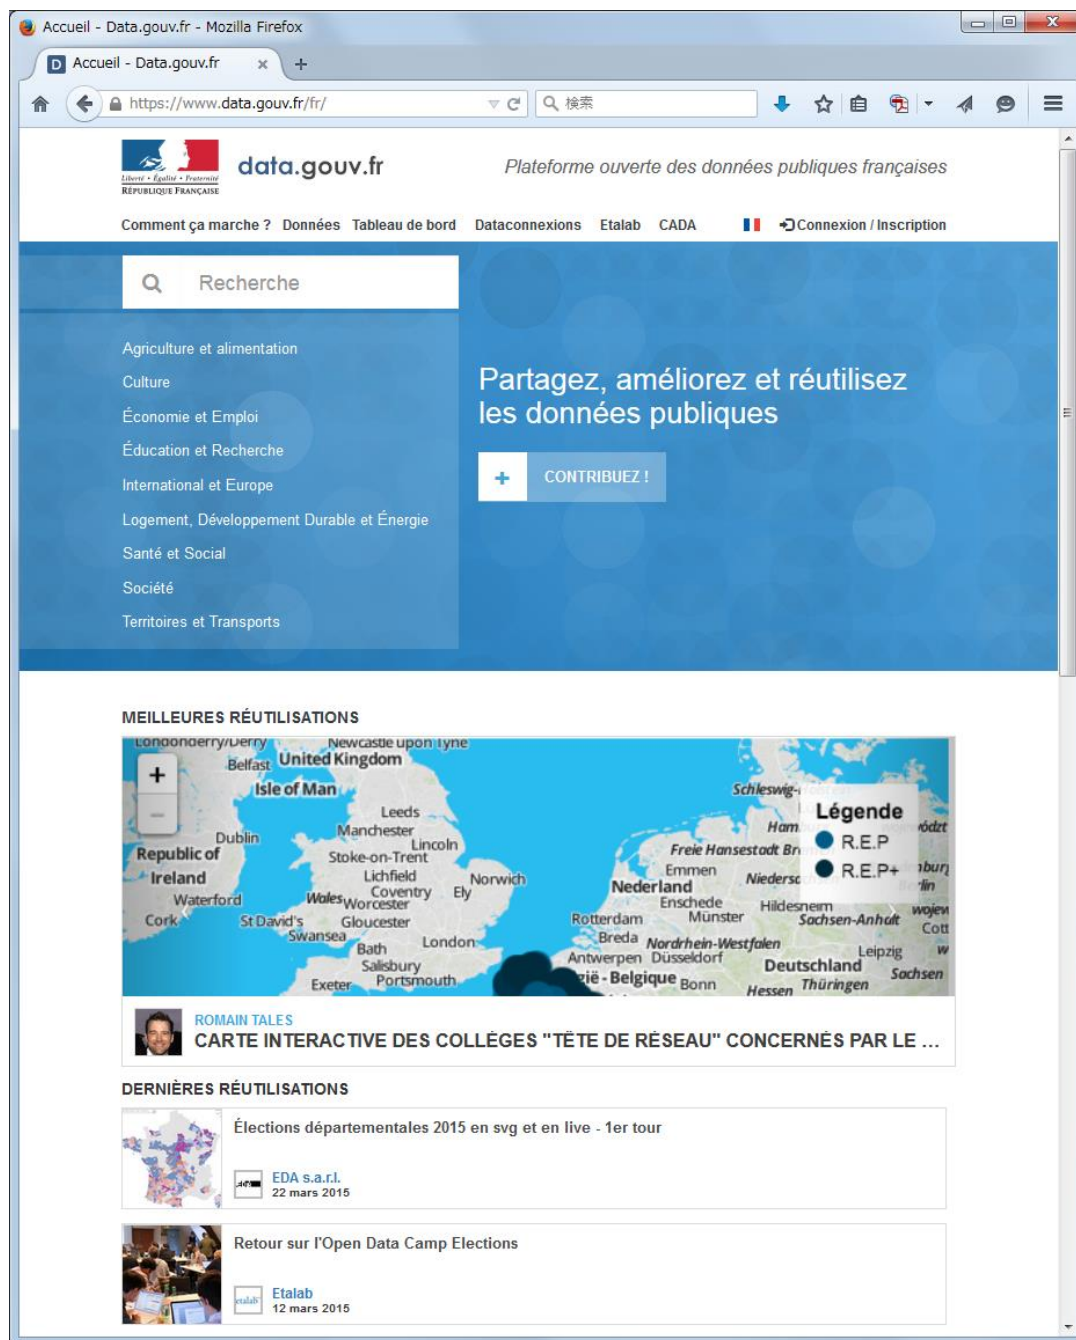 Accueil - Data.gouv.fr - Mozilla Firefox
Accueil - Data.gouv.fr
https://www.data.gouv.fr/fr/
検索
Liberté • Égalité • Fraternité
RÉPUBLIQUE FRANÇAISE
data.gouv.fr
Plateforme ouverte des données publiques françaises
Comment ça marche ? Données Tableau de bord Dataconnexions Etalab CADA Connexion / Inscription
Recherche
Agriculture et alimentation
Culture
Économie et Emploi
Éducation et Recherche
International et Europe
Logement, Développement Durable et Énergie
Santé et Social
Société
Territoires et Transports
Partagez, améliorez et réutilisez
les données publiques
+ CONTRIBUEZ !
MEILLEURES RÉUTILISATIONS
Londonderry/Derry
Newcastle upon Tyne
Belfast
United Kingdom
Isle of Man
Leeds
Manchester
Dublin
Lincoln
Republic of
Ireland
Stoke-on-Trent
Lichfield
Norwich
Coventry
Ely
Waterford
Wales
Worcester
Cork
St David's
Gloucester
Swansea
Bath
London
Salisbury
Exeter
Portsmouth
Schleswig-
Ham
Freie Hansestadt Br
Emmen
Nederland
Niedersc
Enschede
Hildesheim
Rotterdam
Münster
Sachsen-Anhalt
Breda
Nordrhein-Westfalen
Antwerpen
Düsseldorf
Leipzig
Deutschland
gië - Belgique
Bonn
Sachsen
Hessen
Thüringen
Légende
R.E.P
R.E.P+
ROMAIN TALES
CARTE INTERACTIVE DES COLLÈGES "TÊTE DE RÉSEAU" CONCERNÉS PAR LE ...
DERNIÈRES RÉUTILISATIONS
Élections départementales 2015 en svg et en live - 1er tour
EDA s.a.r.l.
22 mars 2015
Retour sur l'Open Data Camp Elections
etalab
Etalab
12 mars 2015